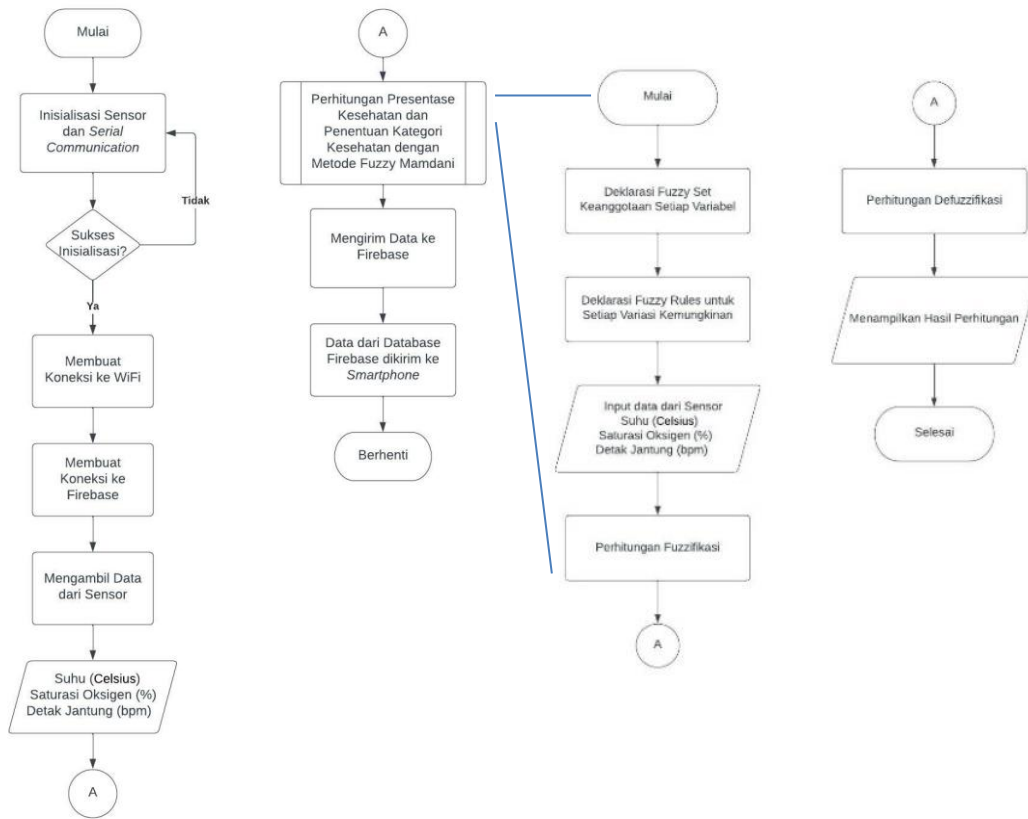 Mulai
Inisialisasi Sensor
dan Serial
Communication
Tidak
Sukses
Inisialisasi?
Ya
Membuat
Koneksi ke WiFi
Membuat
Koneksi ke
Firebase
Mengambil Data
dari Sensor
Suhu (Celsius)
Saturasi Oksigen (%)
Detak Jantung (bpm)
A
A
Perhitungan Presentase
Kesehatan dan
Penentuan Kategori
Kesehatan dengan
Metode Fuzzy Mamdani
Mengirim Data ke
Firebase
Data dari Database
Firebase dikirim ke
Smartphone
Berhenti
Mulai
Deklarasi Fuzzy Set
Keanggotaan Setiap Variabel
Deklarasi Fuzzy Rules untuk
Setiap Variasi Kemungkinan
Input data dari Sensor
Suhu (Celsius)
Saturasi Oksigen (%)
Detak Jantung (bpm)
Perhitungan Fuzzifikasi
A
A
Perhitungan Defuzzifikasi
Menampilkan Hasil Perhitungan
Selesai